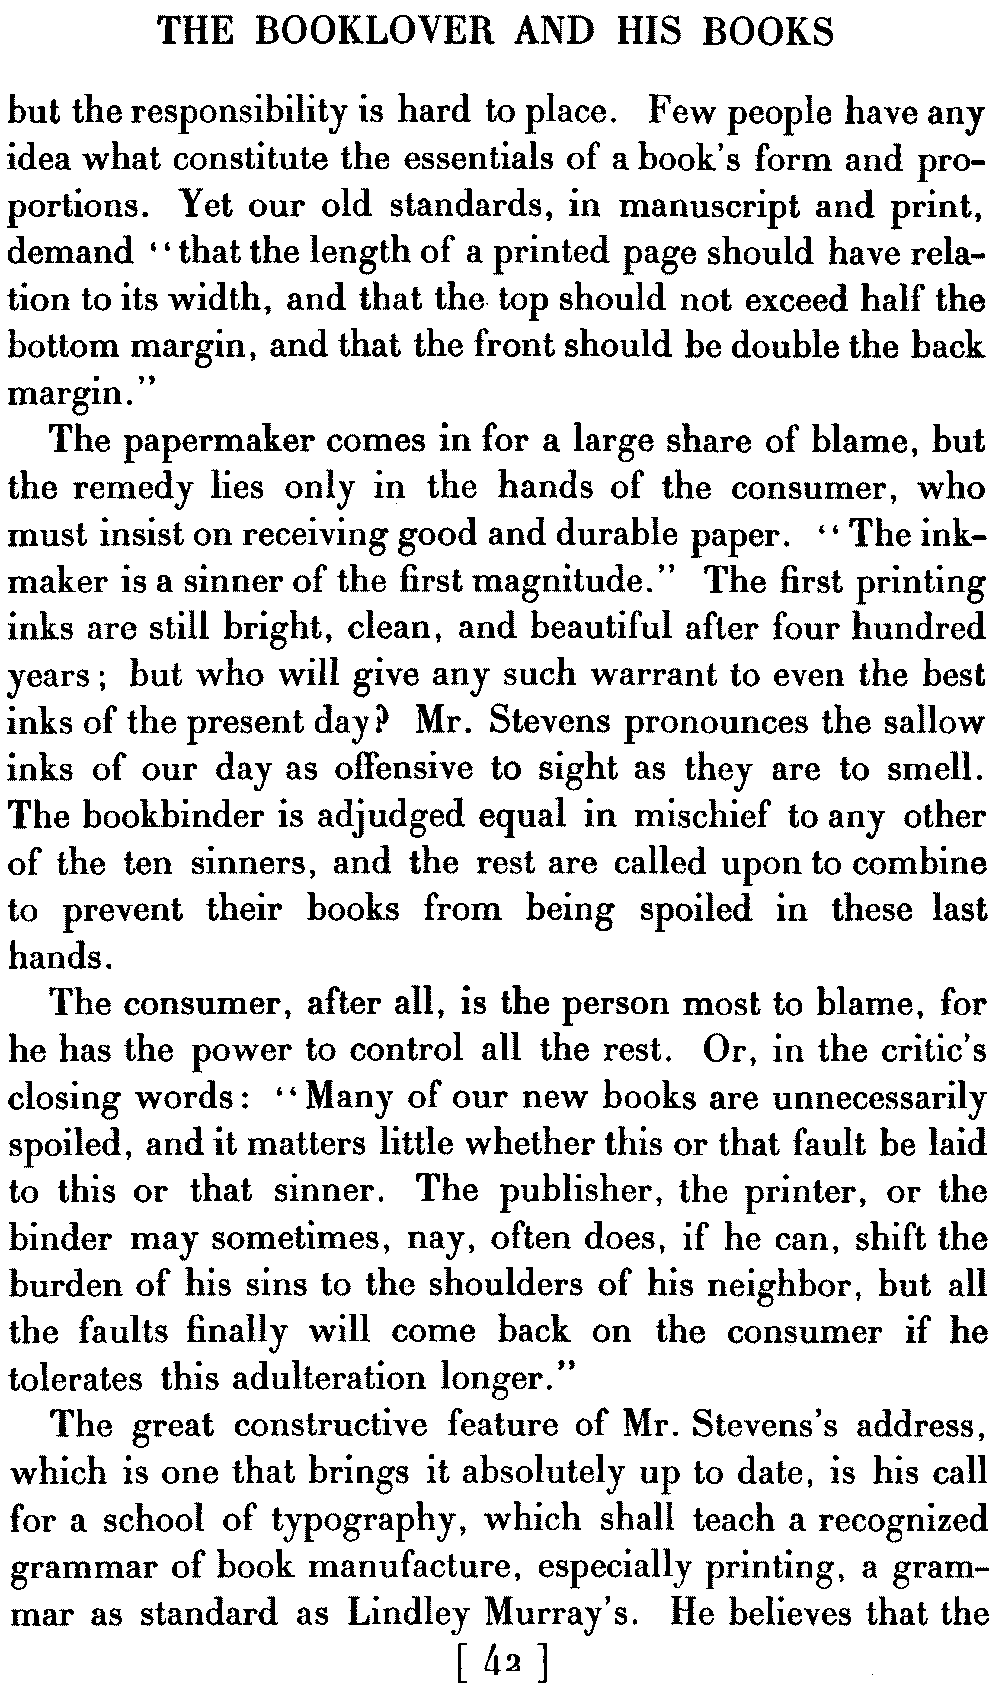 THE BOOKLOVER AND HIS BOOKS
but the responsibility is hard to place. Few people have any
idea what constitute the essentials of a book's form and pro-
portions. Yet our old standards, in manuscript and print,
demand "that the length of a printed page should have rela-
tion to its width, and that the top should not exceed half the
bottom margin, and that the front should be double the back
margin."
The papermaker comes in for a large share of blame, but
the remedy lies only in the hands of the consumer, who
must insist on receiving good and durable paper. "The ink-
maker is a sinner of the first magnitude." The first printing
inks are still bright, clean, and beautiful after four hundred
years; but who will give any such warrant to even the best
inks of the present day? Mr. Stevens pronounces the sallow
inks of our day as offensive to sight as they are to smell.
The bookbinder is adjudged equal in mischief to any other
of the ten sinners, and the rest are called upon to combine
to prevent their books from being spoiled in these last
hands.
The consumer, after all, is the person most to blame, for
he has the power to control all the rest. Or, in the critic's
closing words: "Many of our new books are unnecessarily
spoiled, and it matters little whether this or that fault be laid
to this or that sinner. The publisher, the printer, or the
binder may sometimes, nay, often does, if he can, shift the
burden of his sins to the shoulders of his neighbor, but all
the faults finally will come back on the consumer if he
tolerates this adulteration longer."
The great constructive feature of Mr. Stevens's address,
which is one that brings it absolutely up to date, is his call
for a school of typography, which shall teach a recognized
grammar of book manufacture, especially printing, a gram-
mar as standard as Lindley Murray's. He believes that the
[ 42 ]